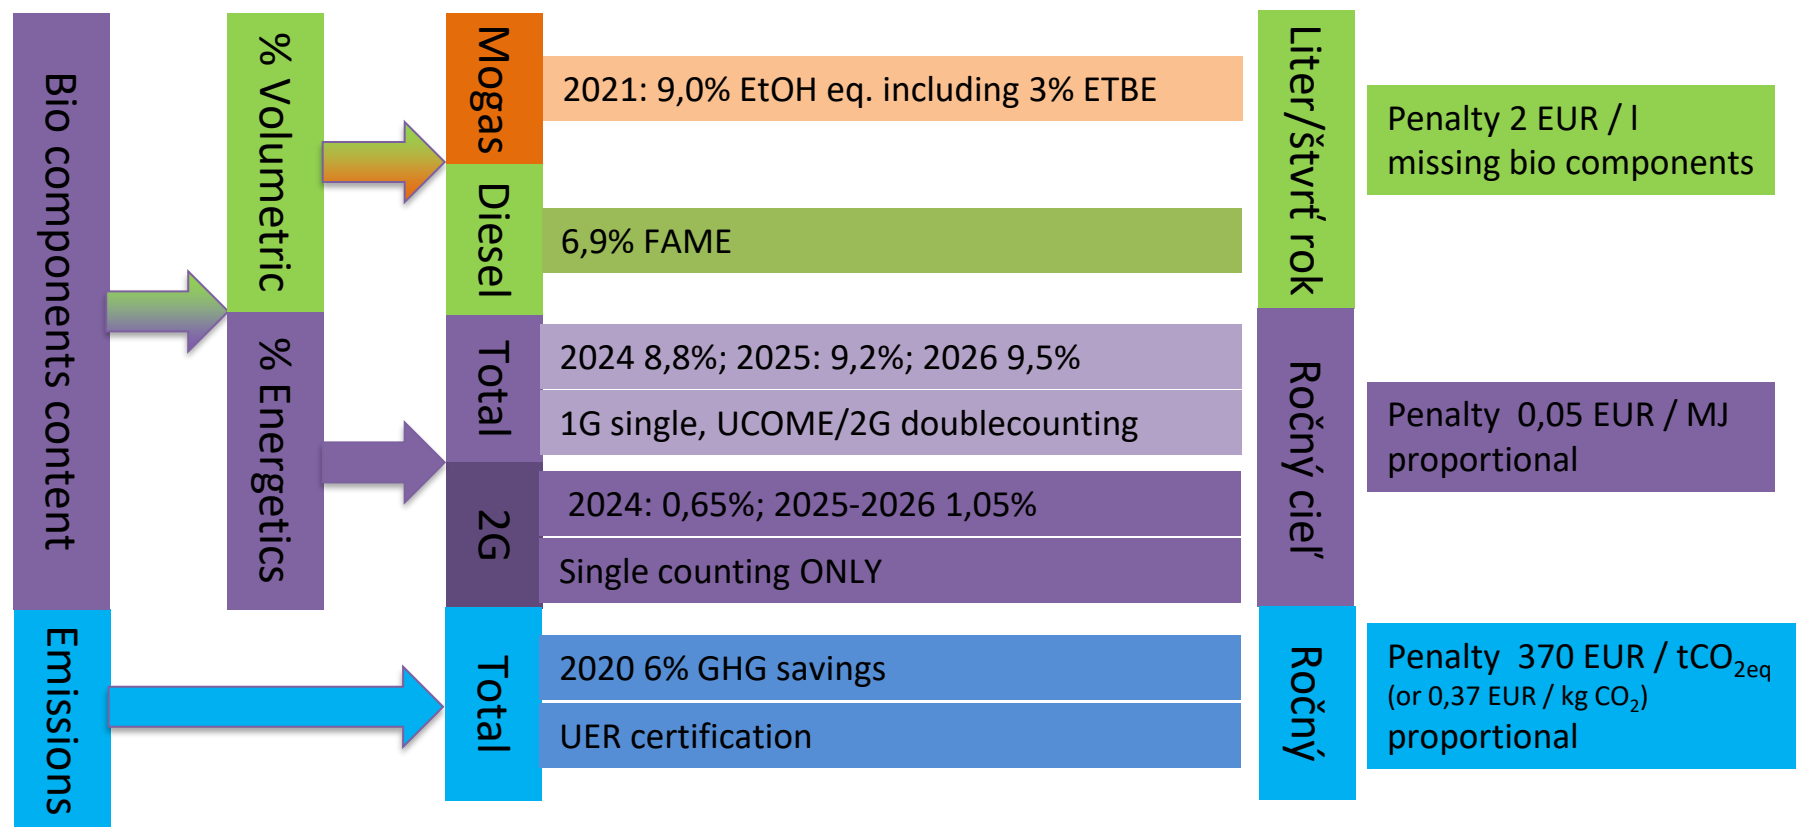 Bio components content
Emissions
% Volumetric
% Energetics
Mogas
Diesel
Total
2G
Total
2021: 9,0% EtOH eq. including 3% ETBE
6,9% FAME
2024 8,8%; 2025: 9,2%; 2026 9,5%
1G single, UCOME/2G doublecounting
2024: 0,65%; 2025-2026 1,05%
Single counting ONLY
2020 6% GHG savings
UER certification
Liter/štvrť rok
Ročný cieľ
Ročný
Penalty 2 EUR / l
missing bio components
Penalty 0,05 EUR / MJ
proportional
Penalty 370 EUR / tCO₂eq
(or 0,37 EUR / kg CO₂)
proportional